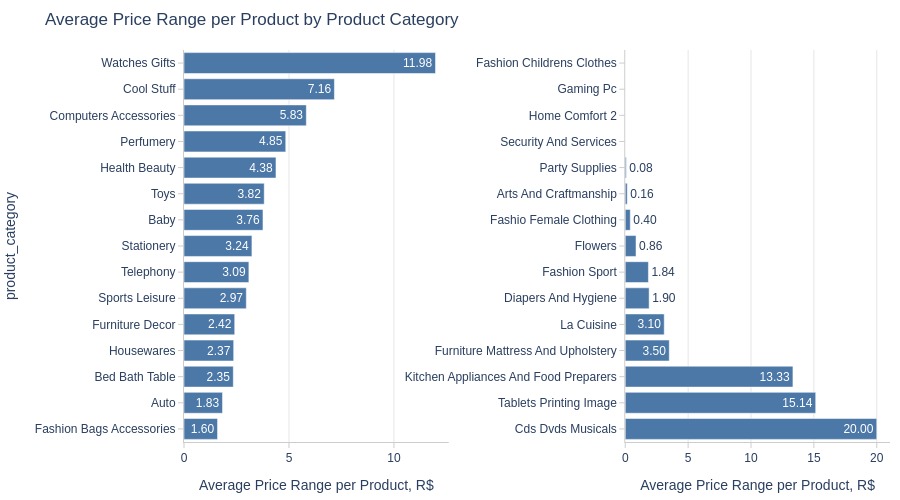 Average Price Range per Product by Product Category
product_category
Watches Gifts 11.98
Cool Stuff 7.16
Computers Accessories 5.83
Perfumery 4.85
Health Beauty 4.38
Toys 3.82
Baby 3.76
Stationery 3.24
Telephony 3.09
Sports Leisure 2.97
Furniture Decor 2.42
Housewares 2.37
Bed Bath Table 2.35
Auto 1.83
Fashion Bags Accessories 1.60
0 5 10
Average Price Range per Product, R$
Fashion Childrens Clothes
Gaming Pc
Home Comfort 2
Security And Services
Party Supplies 0.08
Arts And Craftmanship 0.16
Fashio Female Clothing 0.40
Flowers 0.86
Fashion Sport 1.84
Diapers And Hygiene 1.90
La Cuisine 3.10
Furniture Mattress And Upholstery 3.50
Kitchen Appliances And Food Preparers 13.33
Tablets Printing Image 15.14
Cds Dvds Musicals 20.00
0 5 10 15 20
Average Price Range per Product, R$